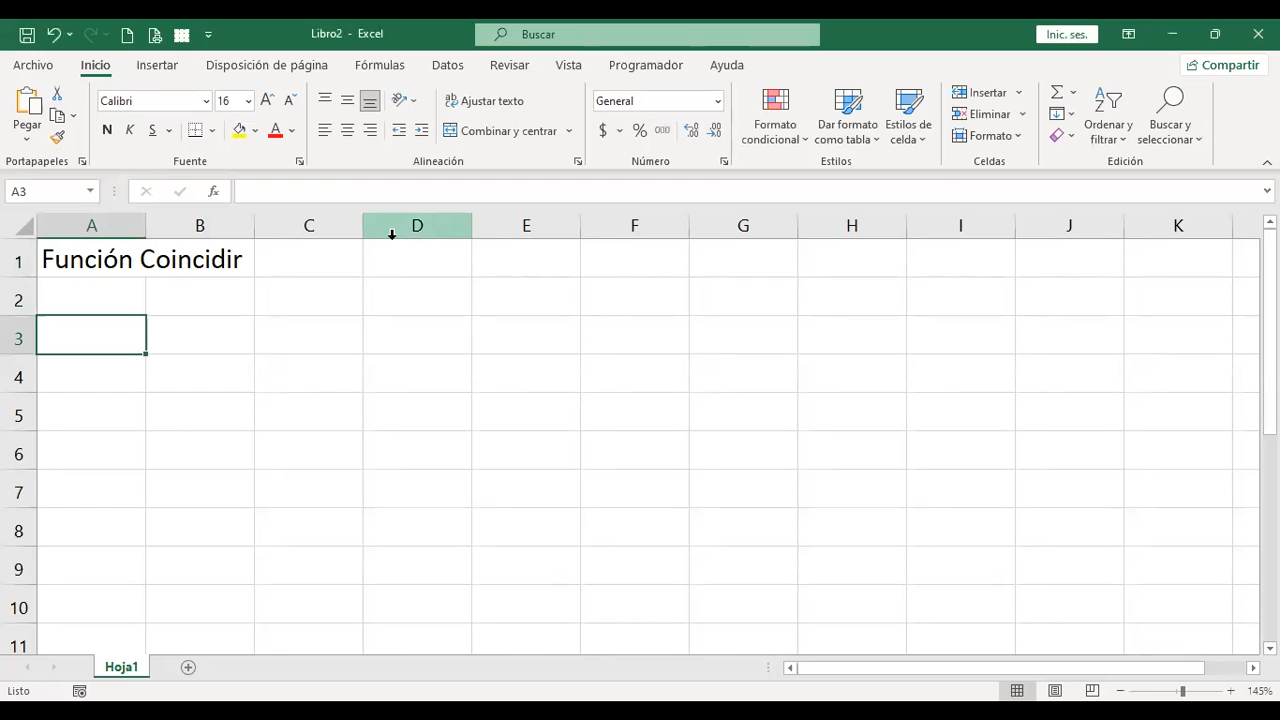 Libro2 - Excel
Buscar
Inic. ses.
Archivo Inicio Insertar Disposición de página Fórmulas Datos Revisar Vista Programador Ayuda
Compartir
Pegar
Calibri 16
N K S
A A
ab Ajustar texto
Combinar y centrar
General
$ % 000
Formato condicional
Dar formato como tabla
Estilos de celda
Insertar
Eliminar
Formato
Ordenar y filtrar
Buscar y seleccionar
Portapapeles Fuente Alineación Número Estilos Celdas Edición
A3
fx
A B C D E F G H I J K
1 Función Coincidir
2
3
4
5
6
7
8
9
10
11
Hoja1
Listo
145%